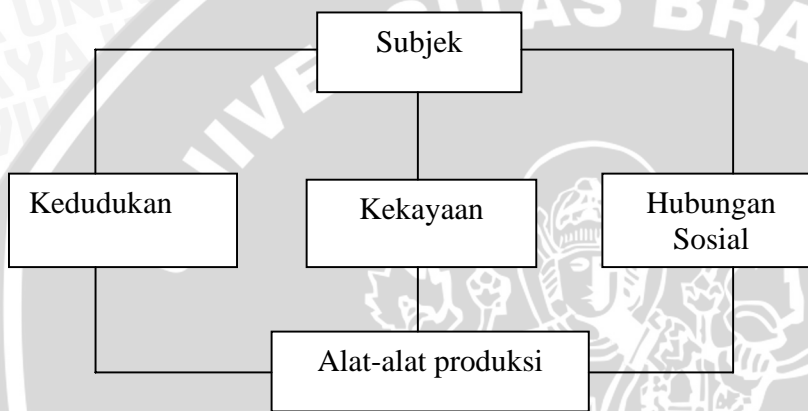 Subjek
Kedudukan
Kekayaan
Hubungan
Sosial
Alat-alat produksi